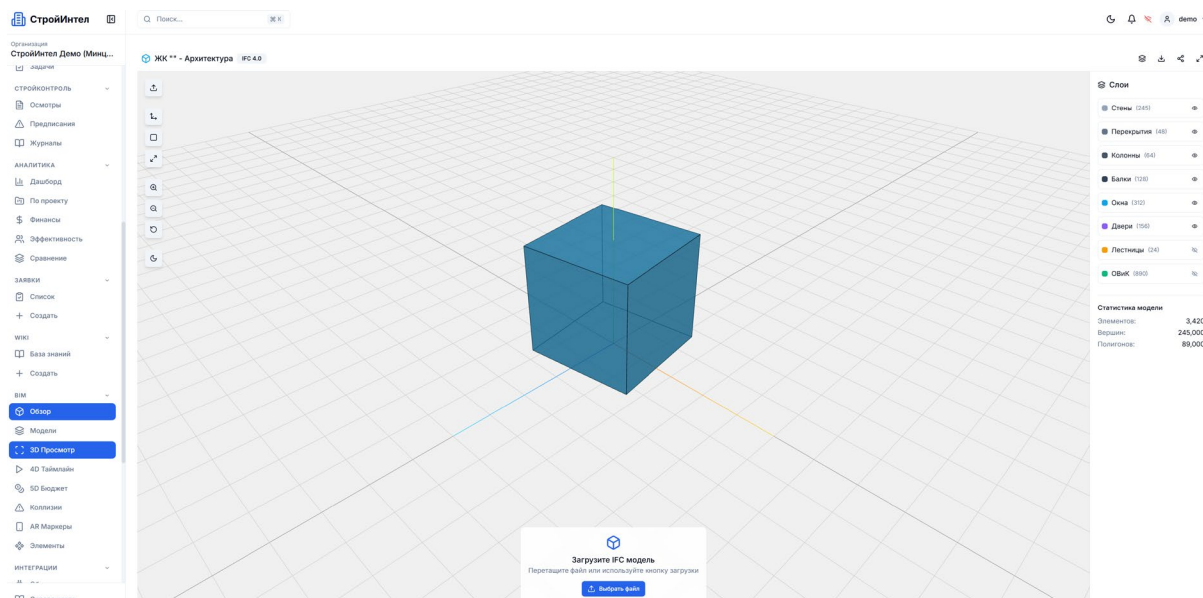 СтройИнтел
Поиск...
⌘ K
demo
Организация
СтройИнтел Демо (Минц...
Задачи
СТРОЙКОНТРОЛЬ
Осмотры
Предписания
Журналы
АНАЛИТИКА
Дашборд
По проекту
Финансы
Эффективность
Сравнение
ЗАЯВКИ
Список
Создать
WIKI
База знаний
Создать
BIM
Обзор
Модели
3D Просмотр
4D Таймлайн
5D Бюджет
Коллизии
AR Маркеры
Элементы
ИНТЕГРАЦИИ
ЖК "" - Архитектура IFC 4.0
Загрузите IFC модель
Перетащите файл или используйте кнопку загрузки
Выбрать файл
Слои
Стены (245)
Перекрытия (48)
Колонны (64)
Балки (128)
Окна (312)
Двери (156)
Лестницы (24)
ОВиК (890)
Статистика модели
Элементов: 3,420
Вершин: 245,000
Полигонов: 89,000